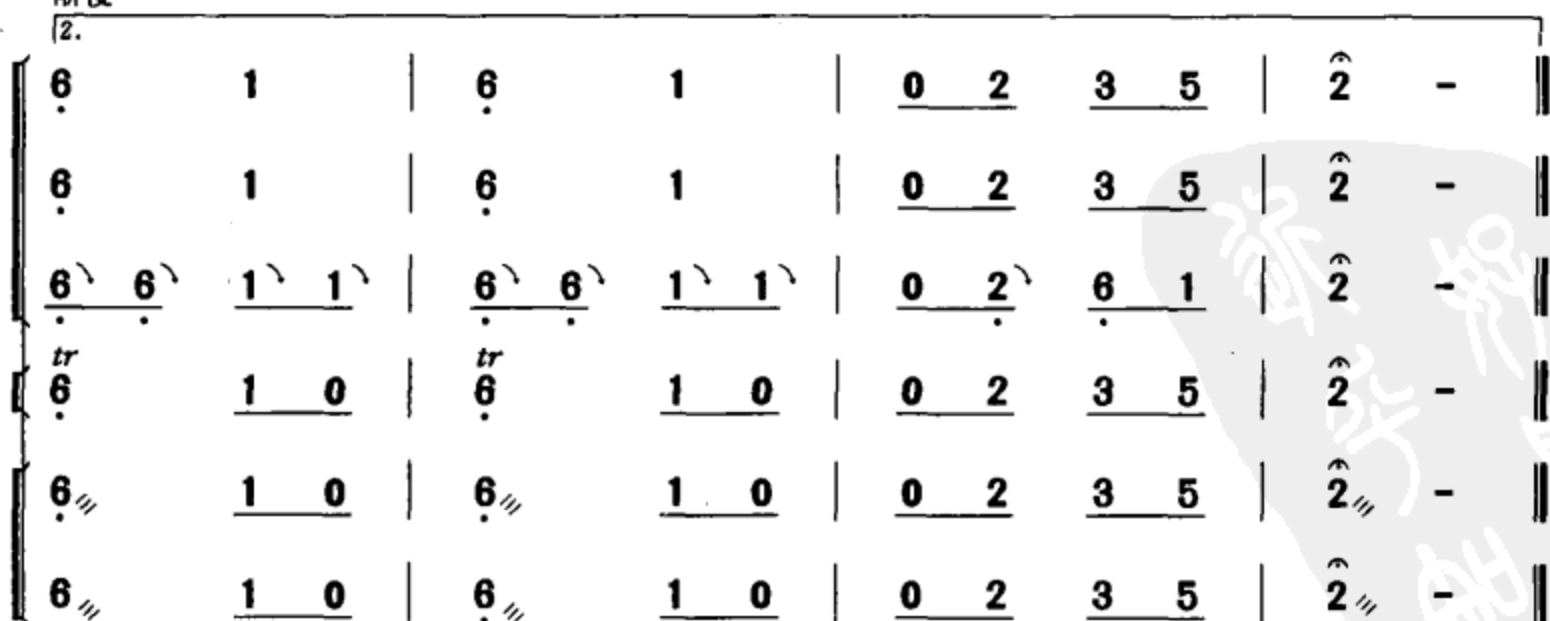 2.
6̣ 1 | 6̣ 1 | 0 2 3 5 | 2 -
6̣ 1 | 6̣ 1 | 0 2 3 5 | 2 -
6̣ 6̣ 1 1 | 6̣ 6̣ 1 1 | 0 2̣ 6̣ 1 | 2 -
tr tr
6̣ 1 0 | 6̣ 1 0 | 0 2 3 5 | 2 -
6̣ 1 0 | 6̣ 1 0 | 0 2 3 5 | 2 -
6 1 0 | 6̣ 1 0 | 0 2 3 5 | 2 -